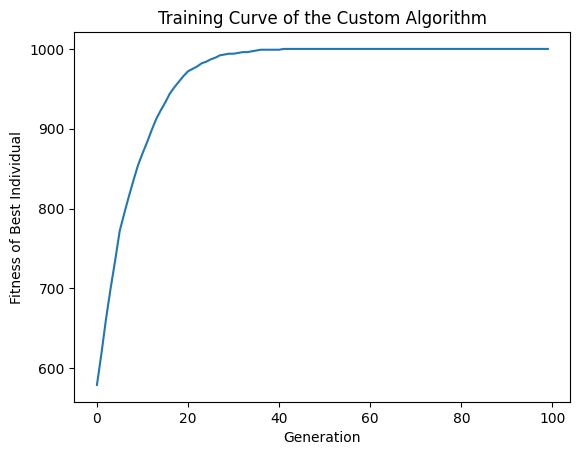 Training Curve of the Custom Algorithm
1000
900
800
700
600
Fitness of Best Individual
0 20 40 60 80 100
Generation